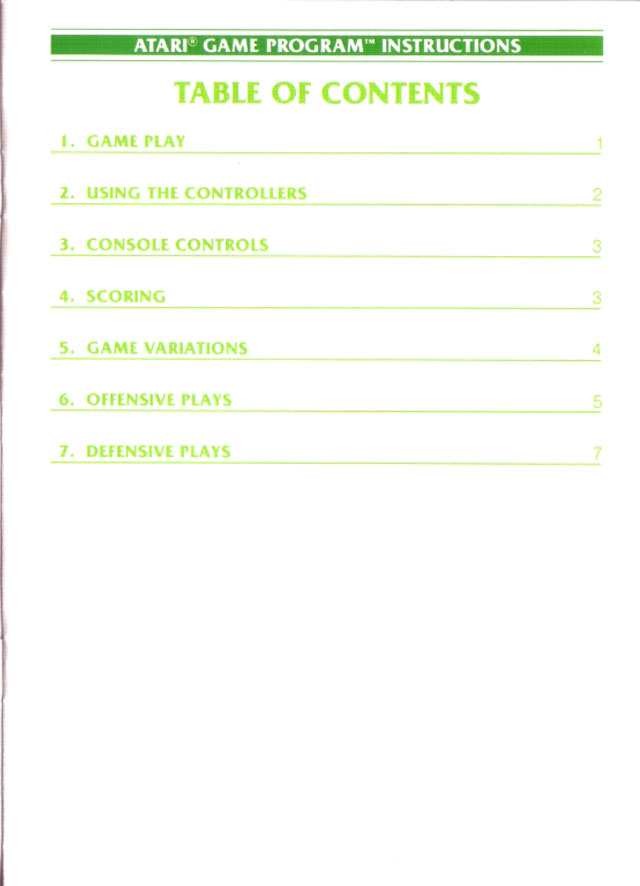 ATARI® GAME PROGRAM™ INSTRUCTIONS
TABLE OF CONTENTS
1. GAME PLAY 1
2. USING THE CONTROLLERS 2
3. CONSOLE CONTROLS 3
4. SCORING 3
5. GAME VARIATIONS 4
6. OFFENSIVE PLAYS 5
7. DEFENSIVE PLAYS 7